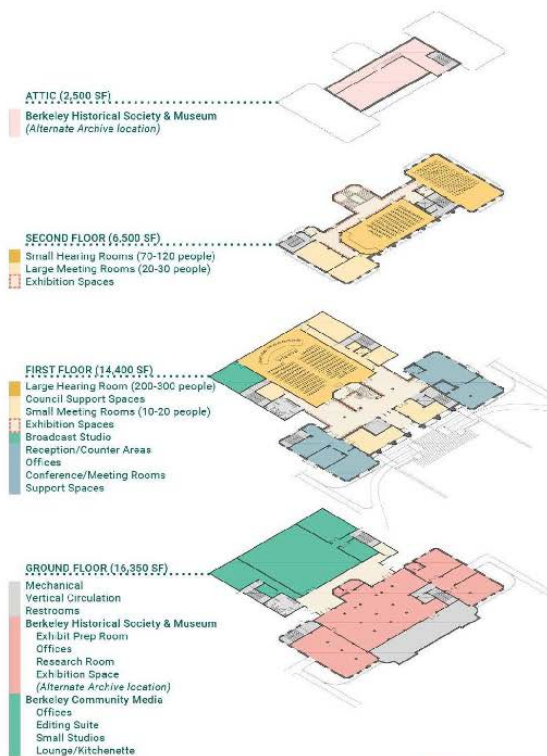 ATTIC (2,500 SF)
Berkeley Historical Society & Museum
(Alternate Archive location)
SECOND FLOOR (6,500 SF)
Small Hearing Rooms (70-120 people)
Large Meeting Rooms (20-30 people)
Exhibition Spaces
FIRST FLOOR (14,400 SF)
Large Hearing Room (200-300 people)
Council Support Spaces
Small Meeting Rooms (10-20 people)
Exhibition Spaces
Broadcast Studio
Reception/Counter Areas
Offices
Conference/Meeting Rooms
Support Spaces
GROUND FLOOR (16,350 SF)
Mechanical
Vertical Circulation
Restrooms
Berkeley Historical Society & Museum
Exhibit Prep Room
Offices
Research Room
Exhibition Space
(Alternate Archive location)
Berkeley Community Media
Offices
Editing Suite
Small Studios
Lounge/Kitchenette